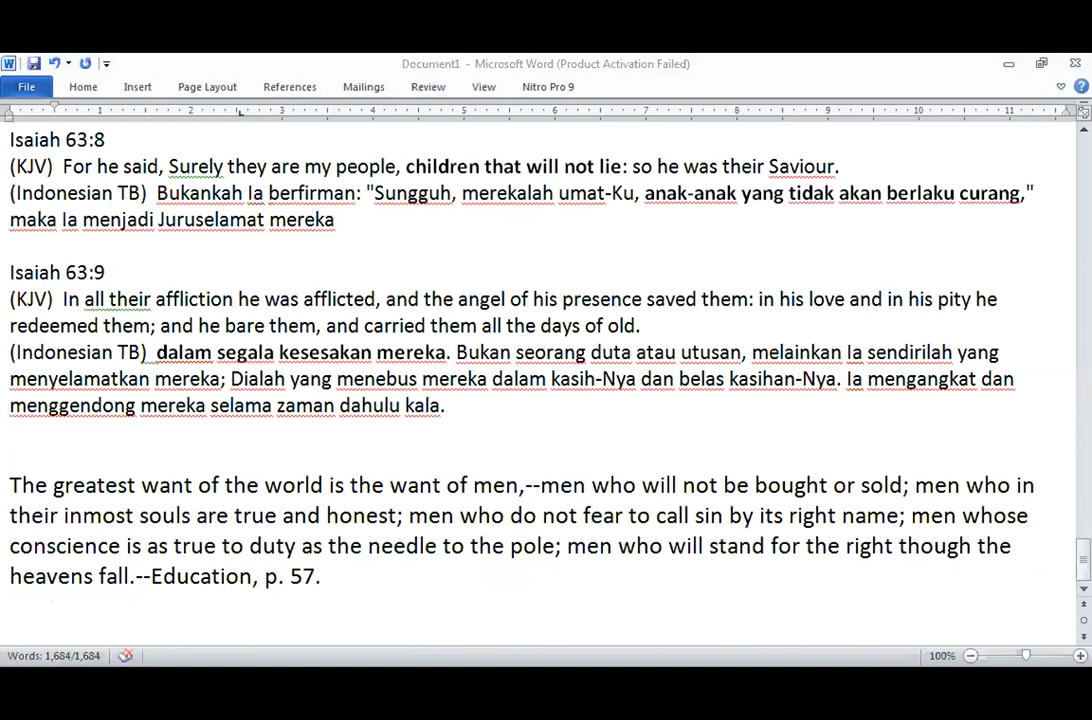 Document1 - Microsoft Word (Product Activation Failed)
File Home Insert Page Layout References Mailings Review View Nitro Pro 9
1 2 3 4 5 6 7 8 9 10 11
Isaiah 63:8
(KJV) For he said, Surely they are my people, children that will not lie: so he was their Saviour.
(Indonesian TB) Bukankah Ia berfirman: "Sungguh, merekalah umat-Ku, anak-anak yang tidak akan berlaku curang,"
maka Ia menjadi Juruselamat mereka
Isaiah 63:9
(KJV) In all their affliction he was afflicted, and the angel of his presence saved them: in his love and in his pity he
redeemed them; and he bare them, and carried them all the days of old.
(Indonesian TB) dalam segala kesesakan mereka. Bukan seorang duta atau utusan, melainkan Ia sendirilah yang
menyelamatkan mereka; Dialah yang menebus mereka dalam kasih-Nya dan belas kasihan-Nya. Ia mengangkat dan
menggendong mereka selama zaman dahulu kala.
The greatest want of the world is the want of men,--men who will not be bought or sold; men who in
their inmost souls are true and honest; men who do not fear to call sin by its right name; men whose
conscience is as true to duty as the needle to the pole; men who will stand for the right though the
heavens fall.--Education, p. 57.
Words: 1,684/1,684 100%